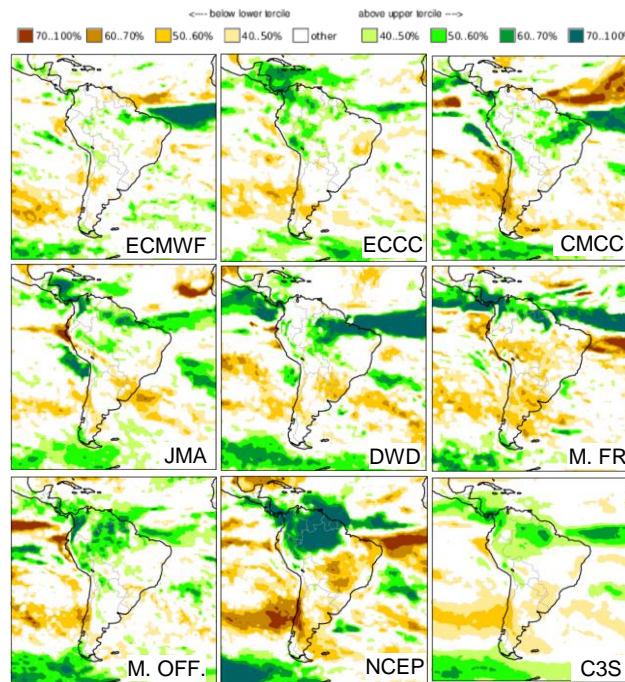 <---- below lower tercile above upper tercile ---->
70..100% 60..70% 50..60% 40..50% other 40..50% 50..60% 60..70% 70..100%
ECMWF ECCC CMCC
JMA DWD M. FR
M. OFF. NCEP C3S